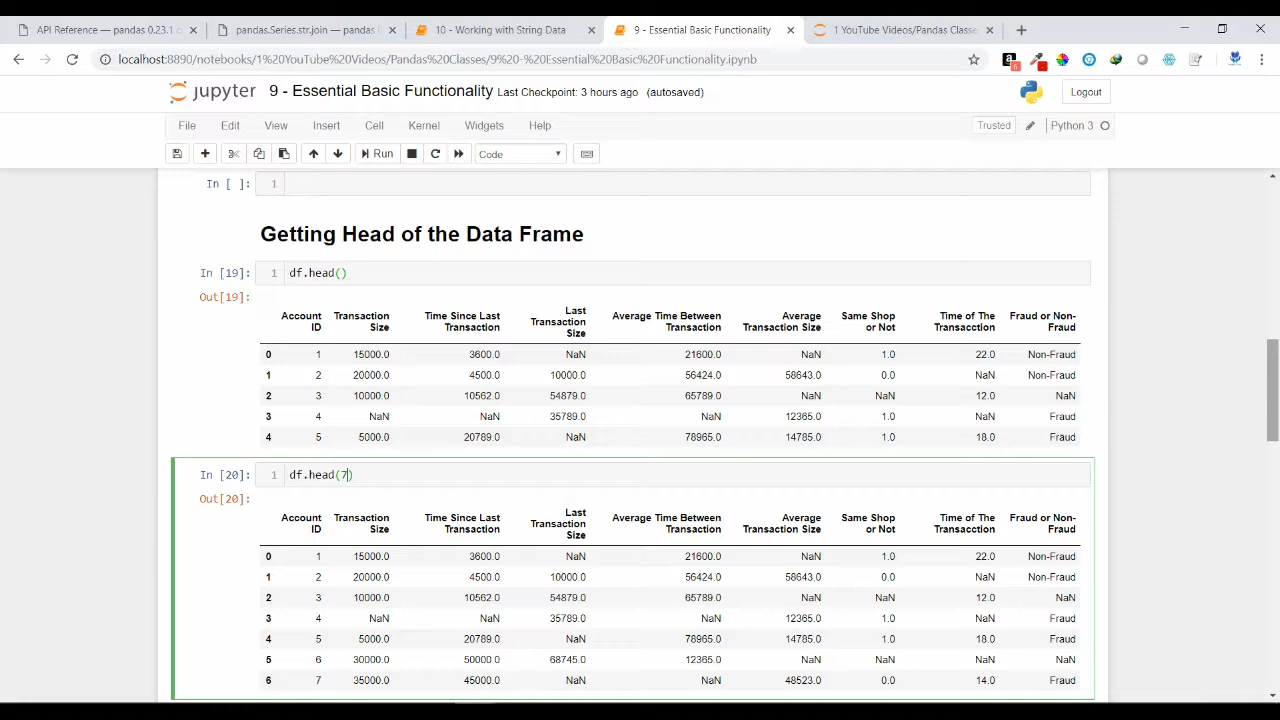 API Reference — pandas 0.23.1 d
pandas.Series.str.join — pandas
10 - Working with String Data
9 - Essential Basic Functionality
1 YouTube Videos/Pandas Classe
localhost:8890/notebooks/1%20YouTube%20Videos/Pandas%20Classes/9%20-%20Essential%20Basic%20Functionality.ipynb
jupyter 9 - Essential Basic Functionality Last Checkpoint: 3 hours ago (autosaved) Logout
File Edit View Insert Cell Kernel Widgets Help Trusted Python 3
Run Code
In [ ]: 1
Getting Head of the Data Frame
In [19]: 1 df.head()
Out[19]:
Account ID Transaction Size Time Since Last Transaction Last Transaction Size Average Time Between Transaction Average Transaction Size Same Shop or Not Time of The Transacction Fraud or Non-Fraud
0 1 15000.0 3600.0 NaN 21600.0 NaN 1.0 22.0 Non-Fraud
1 2 20000.0 4500.0 10000.0 56424.0 58643.0 0.0 NaN Non-Fraud
2 3 10000.0 10562.0 54879.0 65789.0 NaN NaN 12.0 NaN
3 4 NaN NaN 35789.0 NaN 12365.0 1.0 NaN Fraud
4 5 5000.0 20789.0 NaN 78965.0 14785.0 1.0 18.0 Fraud
In [20]: 1 df.head(7)
Out[20]:
Account ID Transaction Size Time Since Last Transaction Last Transaction Size Average Time Between Transaction Average Transaction Size Same Shop or Not Time of The Transacction Fraud or Non-Fraud
0 1 15000.0 3600.0 NaN 21600.0 NaN 1.0 22.0 Non-Fraud
1 2 20000.0 4500.0 10000.0 56424.0 58643.0 0.0 NaN Non-Fraud
2 3 10000.0 10562.0 54879.0 65789.0 NaN NaN 12.0 NaN
3 4 NaN NaN 35789.0 NaN 12365.0 1.0 NaN Fraud
4 5 5000.0 20789.0 NaN 78965.0 14785.0 1.0 18.0 Fraud
5 6 30000.0 50000.0 68745.0 12365.0 NaN NaN NaN NaN
6 7 35000.0 45000.0 NaN NaN 48523.0 0.0 14.0 Fraud